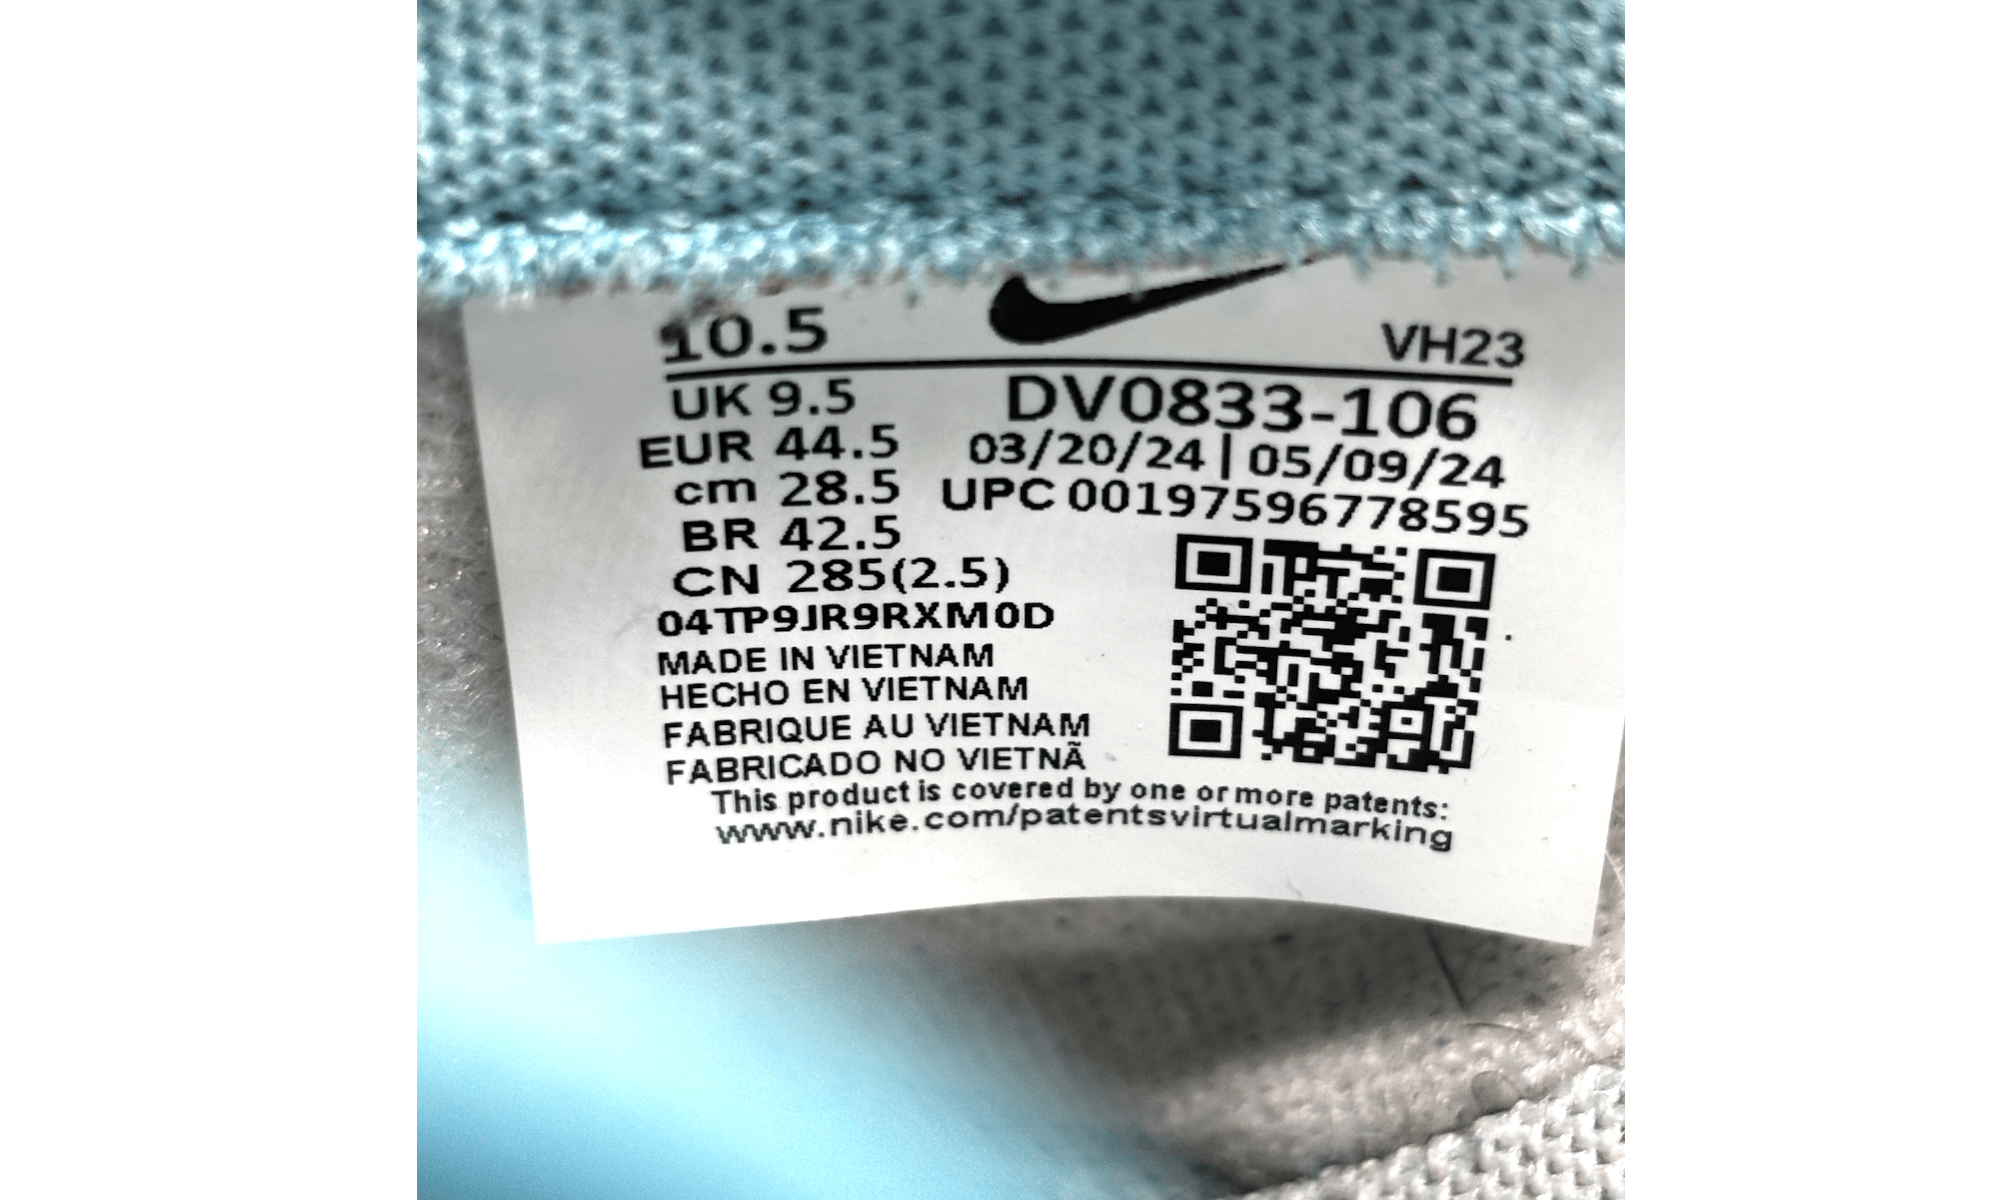 10.5
VH23
UK 9.5
EUR 44.5
cm 28.5
BR 42.5
CN 285(2.5)
DV0833-106
03/20/24 | 05/09/24
UPC 00197596778595
04TP9JR9RXM0D
MADE IN VIETNAM
HECHO EN VIETNAM
FABRIQUE AU VIETNAM
FABRICADO NO VIETNÃ
This product is covered by one or more patents:
www.nike.com/patentsvirtualmarking